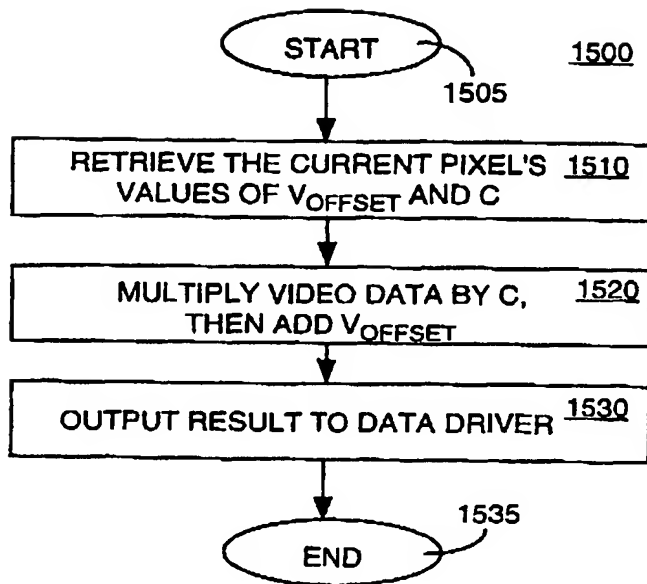 START
1500
1505
RETRIEVE THE CURRENT PIXEL'S 1510
VALUES OF VOFFSET AND C
MULTIPLY VIDEO DATA BY C, 1520
THEN ADD VOFFSET
OUTPUT RESULT TO DATA DRIVER 1530
1535
END